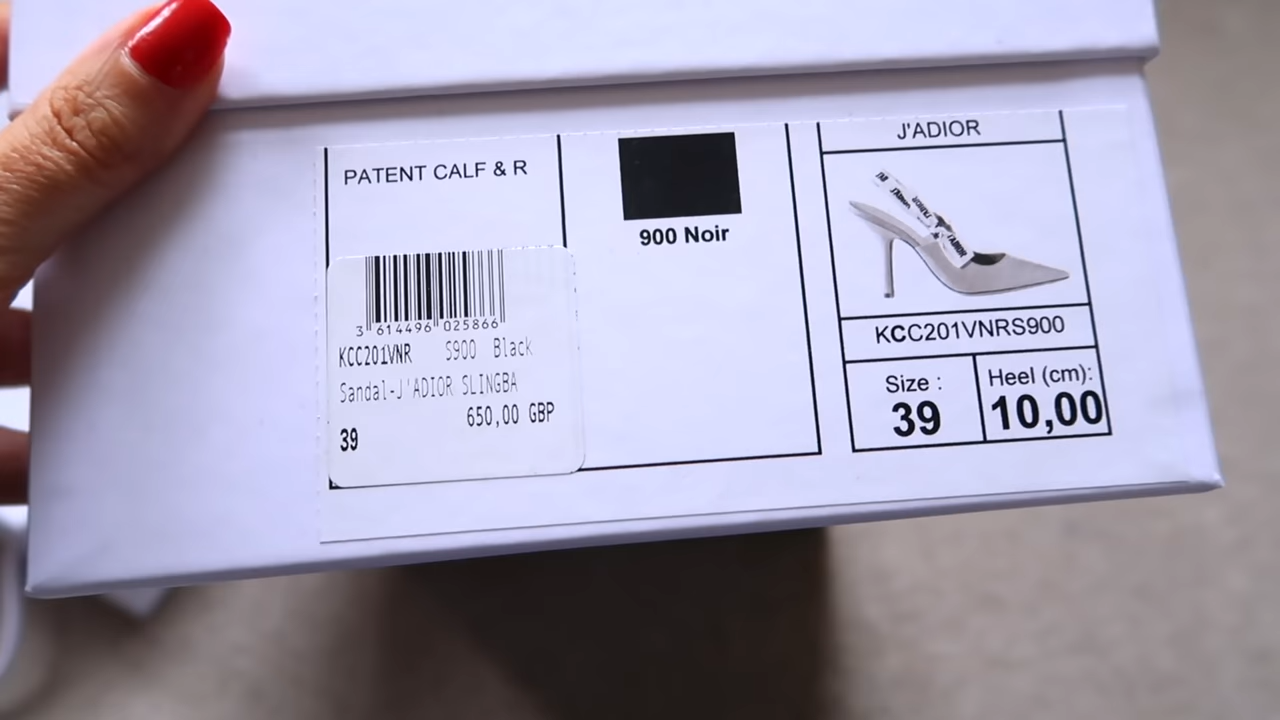 PATENT CALF & R
3 614496 025866
KCC201VNR S900 Black
Sandal-J'ADIOR SLINGBA
650,00 GBP
39
900 Noir
J'ADIOR
J'ADIOR
KCC201VNRS900
Size :
39
Heel (cm):
10,00